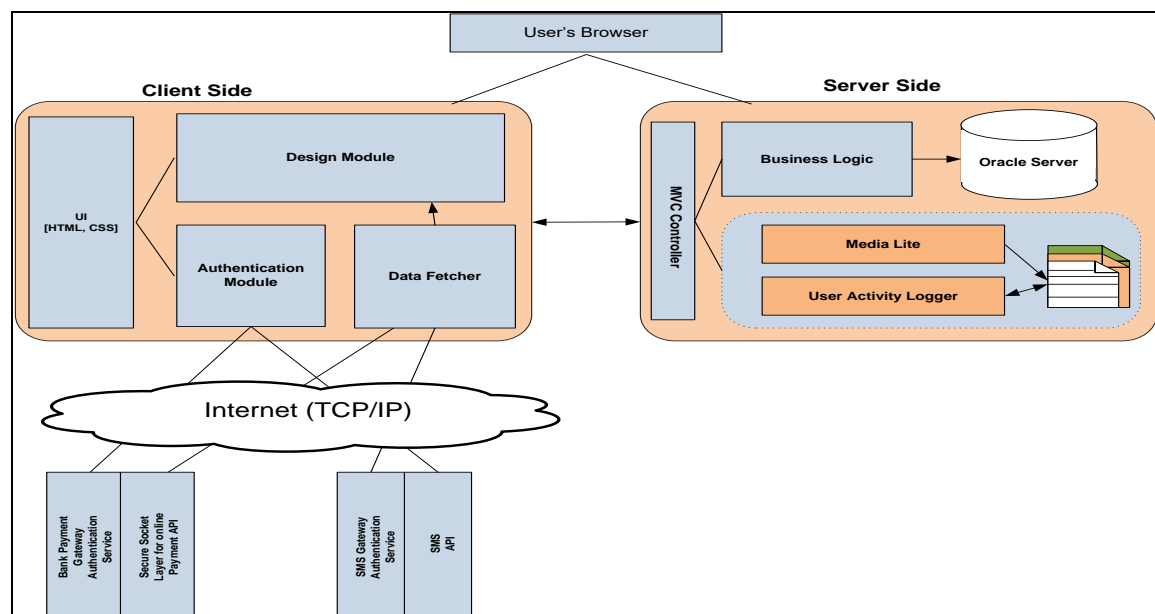 User's Browser
Client Side
Server Side
UI
[HTML, CSS]
Design Module
Authentication
Module
Data Fetcher
MVC Controller
Business Logic
Oracle Server
Media Lite
User Activity Logger
Internet (TCP/IP)
Bank Payment
Gateway
Authentication
Service
Secure Socket
Layer for online
Payment API
SMS Gateway
Authentication
Service
SMS
API